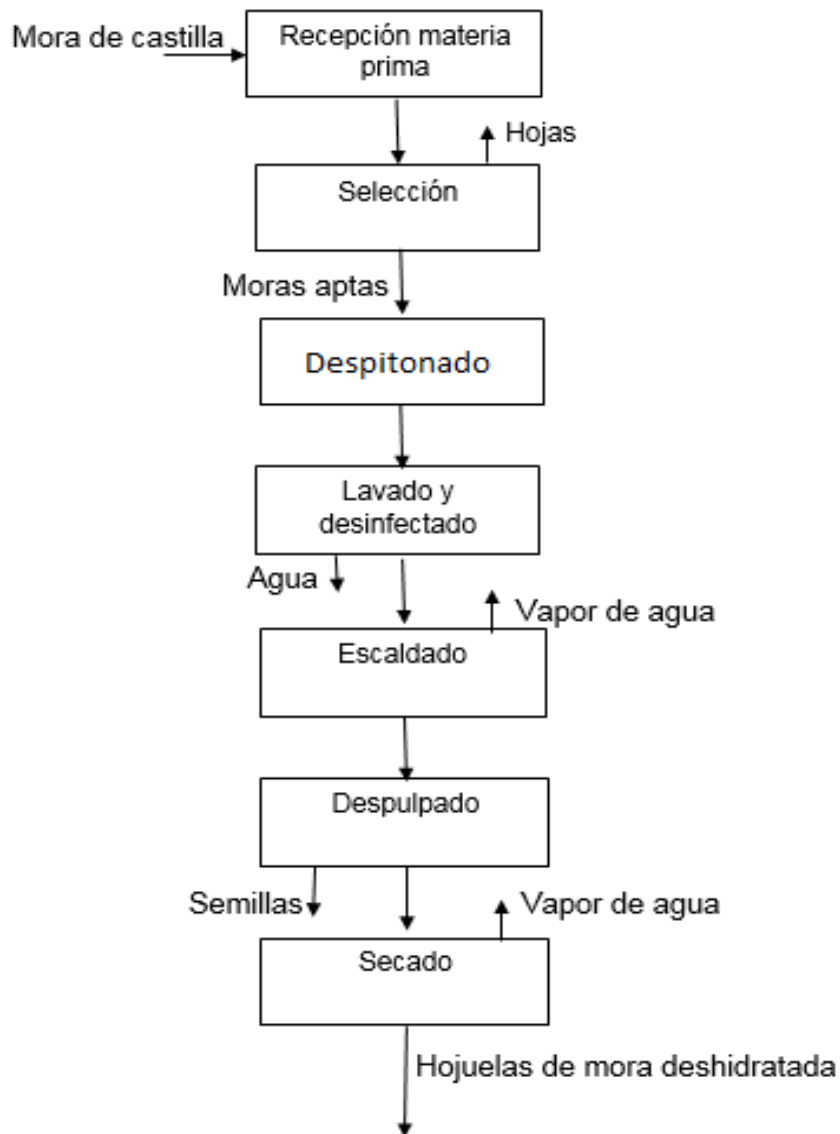 Mora de castilla
Recepción materia
prima
Hojas
Selección
Moras aptas
Despitonado
Lavado y
desinfectado
Agua
Vapor de agua
Escaldado
Despulpado
Semillas
Vapor de agua
Secado
Hojuelas de mora deshidratada